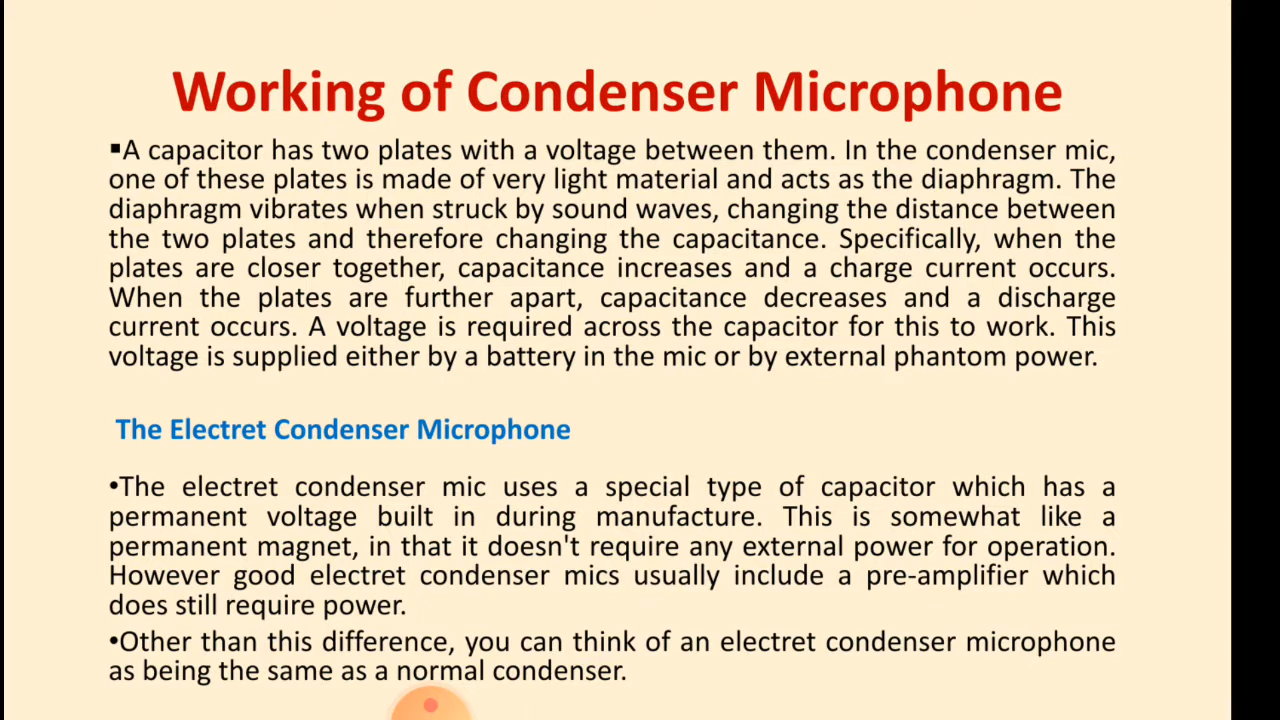 Working of Condenser Microphone
▪A capacitor has two plates with a voltage between them. In the condenser mic,
one of these plates is made of very light material and acts as the diaphragm. The
diaphragm vibrates when struck by sound waves, changing the distance between
the two plates and therefore changing the capacitance. Specifically, when the
plates are closer together, capacitance increases and a charge current occurs.
When the plates are further apart, capacitance decreases and a discharge
current occurs. A voltage is required across the capacitor for this to work. This
voltage is supplied either by a battery in the mic or by external phantom power.
The Electret Condenser Microphone
•The electret condenser mic uses a special type of capacitor which has a
permanent voltage built in during manufacture. This is somewhat like a
permanent magnet, in that it doesn't require any external power for operation.
However good electret condenser mics usually include a pre-amplifier which
does still require power.
•Other than this difference, you can think of an electret condenser microphone
as being the same as a normal condenser.